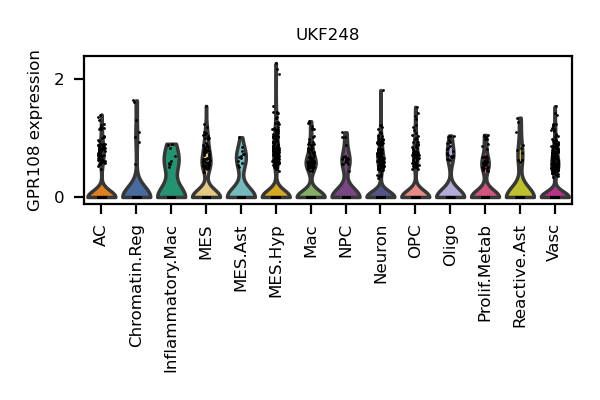 UKF248
GPR108 expression
2
0
AC
Chromatin.Reg
Inflammatory.Mac
MES
MES.Ast
MES.Hyp
Mac
NPC
Neuron
OPC
Oligo
Prolif.Metab
Reactive.Ast
Vasc